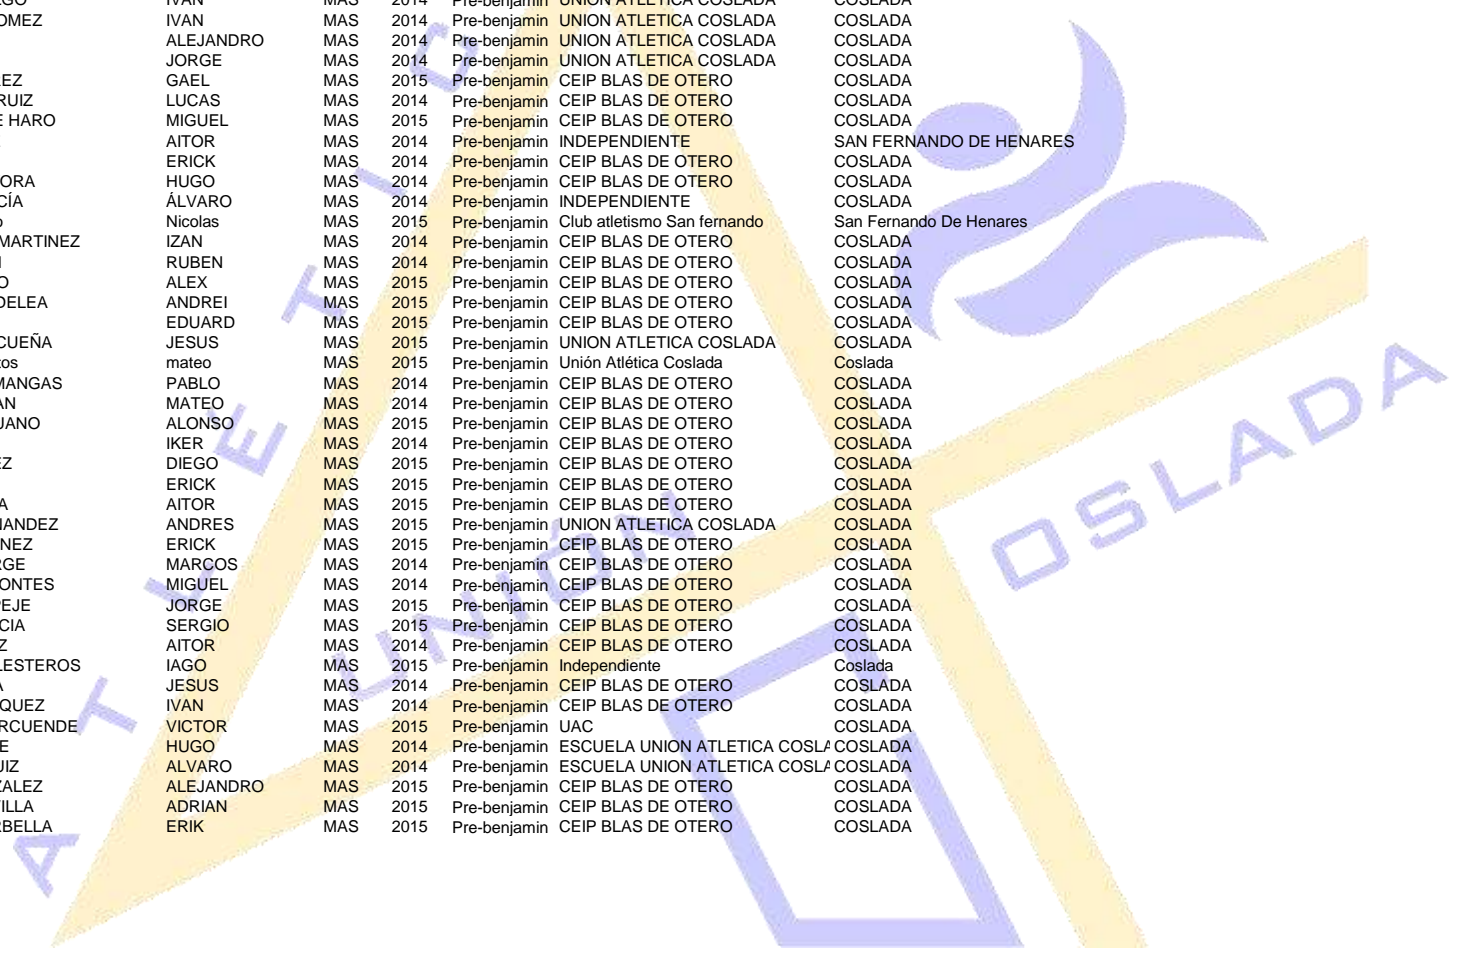 IVAN MAS 2014 Pre-benjamin UNION ATLETICA COSLADA COSLADA
OMEZ IVAN MAS 2014 Pre-benjamin UNION ATLETICA COSLADA COSLADA
ALEJANDRO MAS 2014 Pre-benjamin UNION ATLETICA COSLADA COSLADA
JORGE MAS 2014 Pre-benjamin UNION ATLETICA COSLADA COSLADA
EZ GAEL MAS 2015 Pre-benjamin CEIP BLAS DE OTERO COSLADA
RUIZ LUCAS MAS 2014 Pre-benjamin CEIP BLAS DE OTERO COSLADA
E HARO MIGUEL MAS 2015 Pre-benjamin CEIP BLAS DE OTERO COSLADA
AITOR MAS 2014 Pre-benjamin INDEPENDIENTE SAN FERNANDO DE HENARES
ERICK MAS 2014 Pre-benjamin CEIP BLAS DE OTERO COSLADA
ORA HUGO MAS 2014 Pre-benjamin CEIP BLAS DE OTERO COSLADA
CÍA ÁLVARO MAS 2014 Pre-benjamin INDEPENDIENTE COSLADA
o Nicolas MAS 2015 Pre-benjamin Club atletismo San fernando San Fernando De Henares
MARTINEZ IZAN MAS 2014 Pre-benjamin CEIP BLAS DE OTERO COSLADA
RUBEN MAS 2014 Pre-benjamin CEIP BLAS DE OTERO COSLADA
O ALEX MAS 2015 Pre-benjamin CEIP BLAS DE OTERO COSLADA
DELEA ANDREI MAS 2015 Pre-benjamin CEIP BLAS DE OTERO COSLADA
EDUARD MAS 2015 Pre-benjamin CEIP BLAS DE OTERO COSLADA
CUEÑA JESUS MAS 2015 Pre-benjamin UNION ATLETICA COSLADA COSLADA
tos mateo MAS 2015 Pre-benjamin Unión Atlética Coslada Coslada
MANGAS PABLO MAS 2014 Pre-benjamin CEIP BLAS DE OTERO COSLADA
AN MATEO MAS 2014 Pre-benjamin CEIP BLAS DE OTERO COSLADA
JANO ALONSO MAS 2015 Pre-benjamin CEIP BLAS DE OTERO COSLADA
IKER MAS 2014 Pre-benjamin CEIP BLAS DE OTERO COSLADA
EZ DIEGO MAS 2015 Pre-benjamin CEIP BLAS DE OTERO COSLADA
ERICK MAS 2015 Pre-benjamin CEIP BLAS DE OTERO COSLADA
A AITOR MAS 2015 Pre-benjamin CEIP BLAS DE OTERO COSLADA
NANDEZ ANDRES MAS 2015 Pre-benjamin UNION ATLETICA COSLADA COSLADA
NEZ ERICK MAS 2015 Pre-benjamin CEIP BLAS DE OTERO COSLADA
RGE MARCOS MAS 2014 Pre-benjamin CEIP BLAS DE OTERO COSLADA
ONTES MIGUEL MAS 2014 Pre-benjamin CEIP BLAS DE OTERO COSLADA
PEJE JORGE MAS 2015 Pre-benjamin CEIP BLAS DE OTERO COSLADA
CIA SERGIO MAS 2015 Pre-benjamin CEIP BLAS DE OTERO COSLADA
Z AITOR MAS 2014 Pre-benjamin CEIP BLAS DE OTERO COSLADA
LESTEROS IAGO MAS 2015 Pre-benjamin Independiente Coslada
A JESUS MAS 2014 Pre-benjamin CEIP BLAS DE OTERO COSLADA
QUEZ IVAN MAS 2014 Pre-benjamin CEIP BLAS DE OTERO COSLADA
RCUENDE VICTOR MAS 2015 Pre-benjamin UAC COSLADA
E HUGO MAS 2014 Pre-benjamin ESCUELA UNION ATLETICA COSLA COSLADA
UIZ ALVARO MAS 2014 Pre-benjamin ESCUELA UNION ATLETICA COSLA COSLADA
ZALEZ ALEJANDRO MAS 2015 Pre-benjamin CEIP BLAS DE OTERO COSLADA
ILLA ADRIAN MAS 2015 Pre-benjamin CEIP BLAS DE OTERO COSLADA
BELLA ERIK MAS 2015 Pre-benjamin CEIP BLAS DE OTERO COSLADA
ATLETIC
UNIÓN
OSLADA